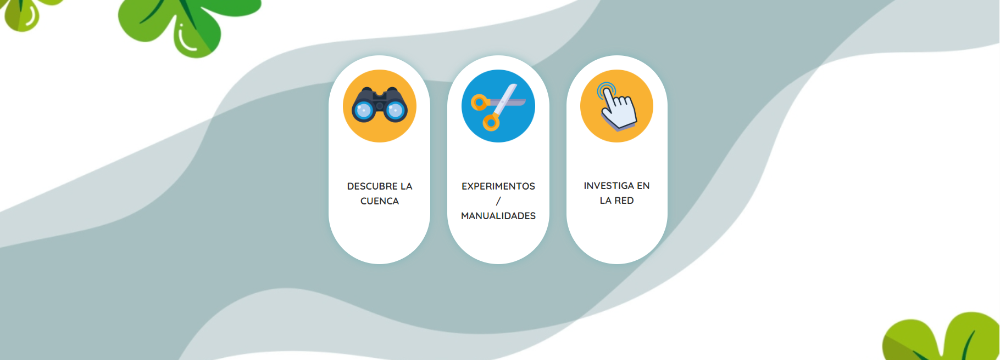 DESCUBRE LA
CUENCA
EXPERIMENTOS
/
MANUALIDADES
INVESTIGA EN
LA RED